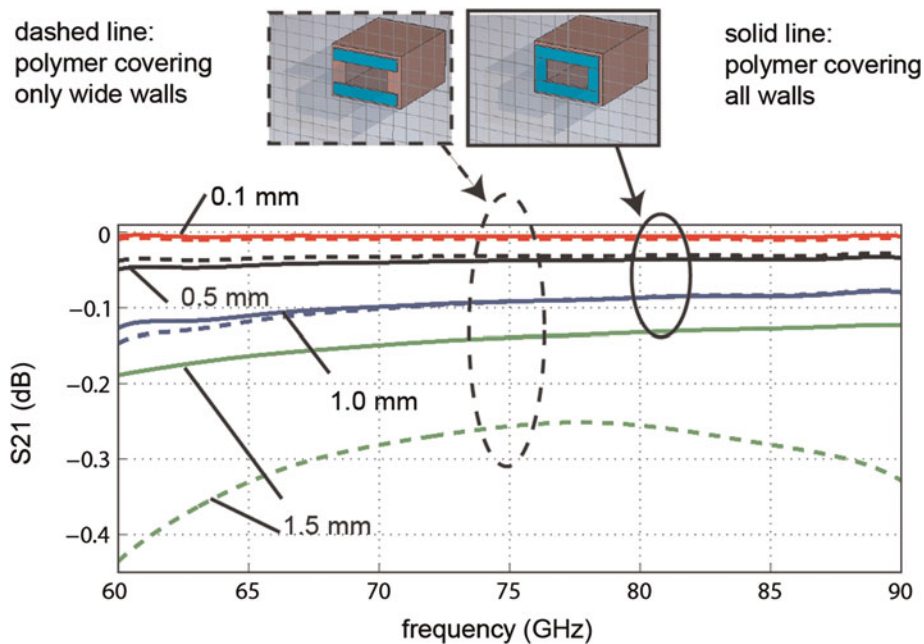 dashed line:
polymer covering
only wide walls
solid line:
polymer covering
all walls
0.1 mm
0.5 mm
1.0 mm
1.5 mm
0
−0.1
−0.2
−0.3
−0.4
S21 (dB)
60
65
70
75
80
85
90
frequency (GHz)